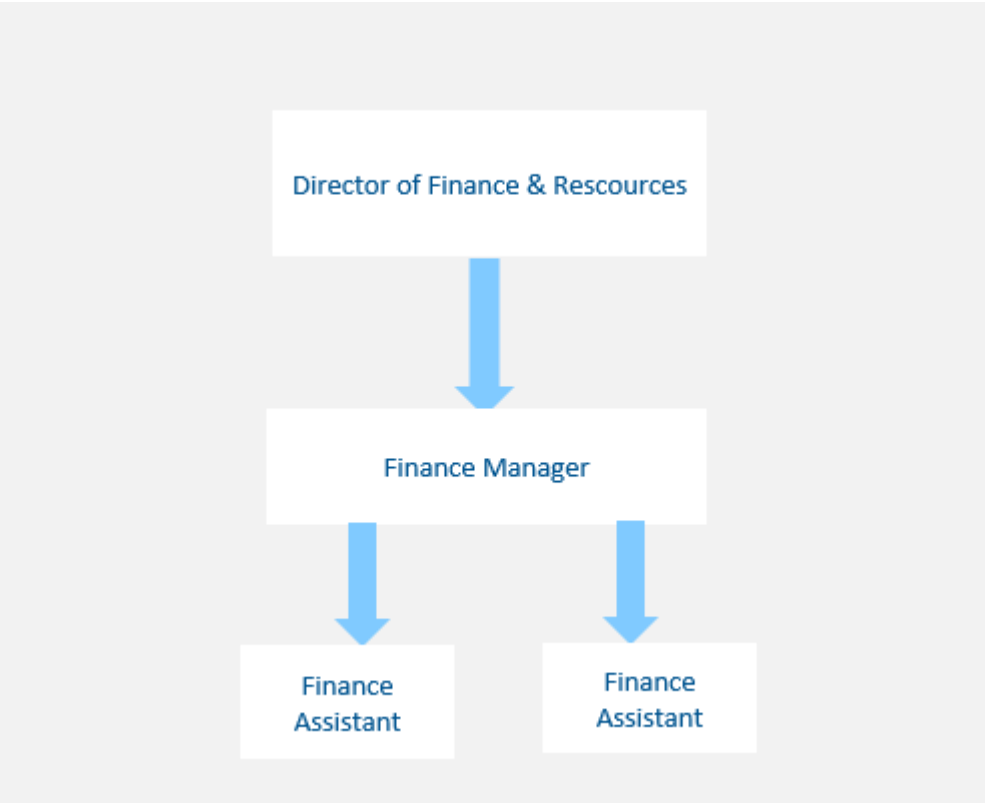 Director of Finance & Rescources
Finance Manager
Finance
Assistant
Finance
Assistant